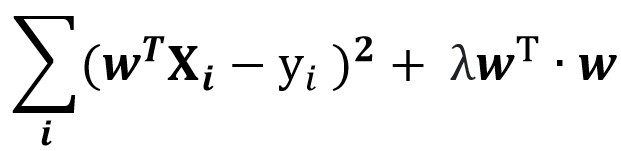 ∑ᵢ(wᵀXᵢ − yᵢ )² + λwᵀ · w